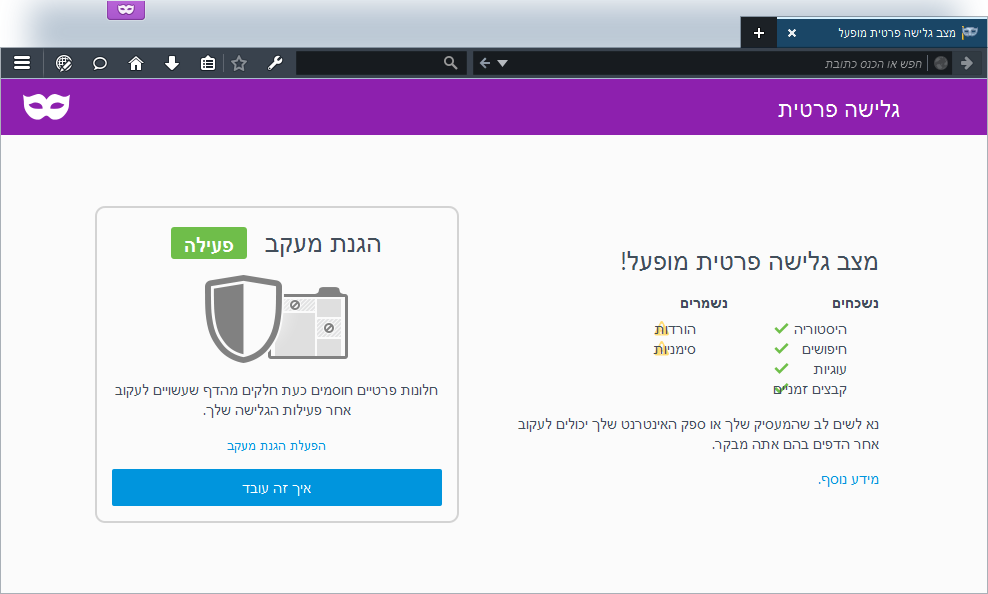 מצב גלישה פרטית מופעל
חפש או הכנס כתובת
גלישה פרטית
מצב גלישה פרטית מופעל!
נשכחים
היסטוריה
חיפושים
עוגיות
קבצים זמניים
נשמרים
הורדות
סימניות
נא לשים לב שהמעסיק שלך או ספק האינטרנט שלך יכולים לעקוב
אחר הדפים בהם אתה מבקר.
מידע נוסף.
הגנת מעקב פעילה
חלונות פרטיים חוסמים כעת חלקים מהדף שעשויים לעקוב
אחר פעילות הגלישה שלך.
הפעלת הגנת מעקב
איך זה עובד